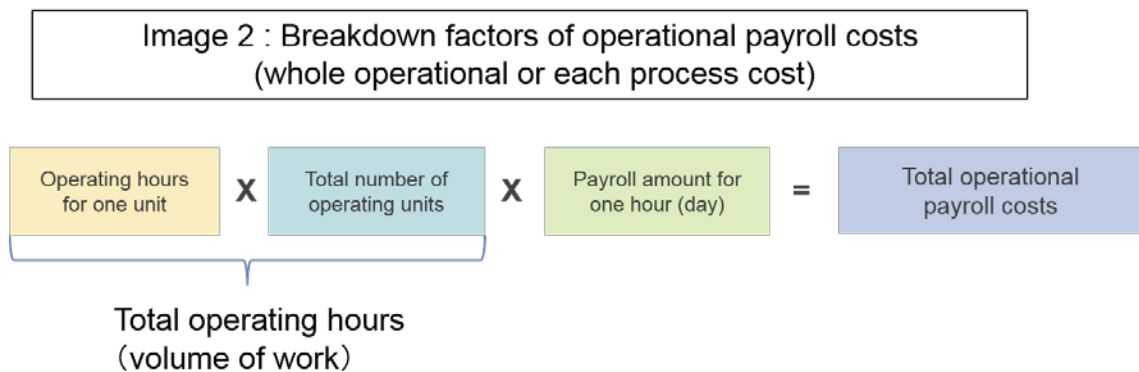 Image 2 : Breakdown factors of operational payroll costs
(whole operational or each process cost)
Operating hours
for one unit
X
Total number of
operating units
X
Payroll amount for
one hour (day)
=
Total operational
payroll costs
Total operating hours
（volume of work）